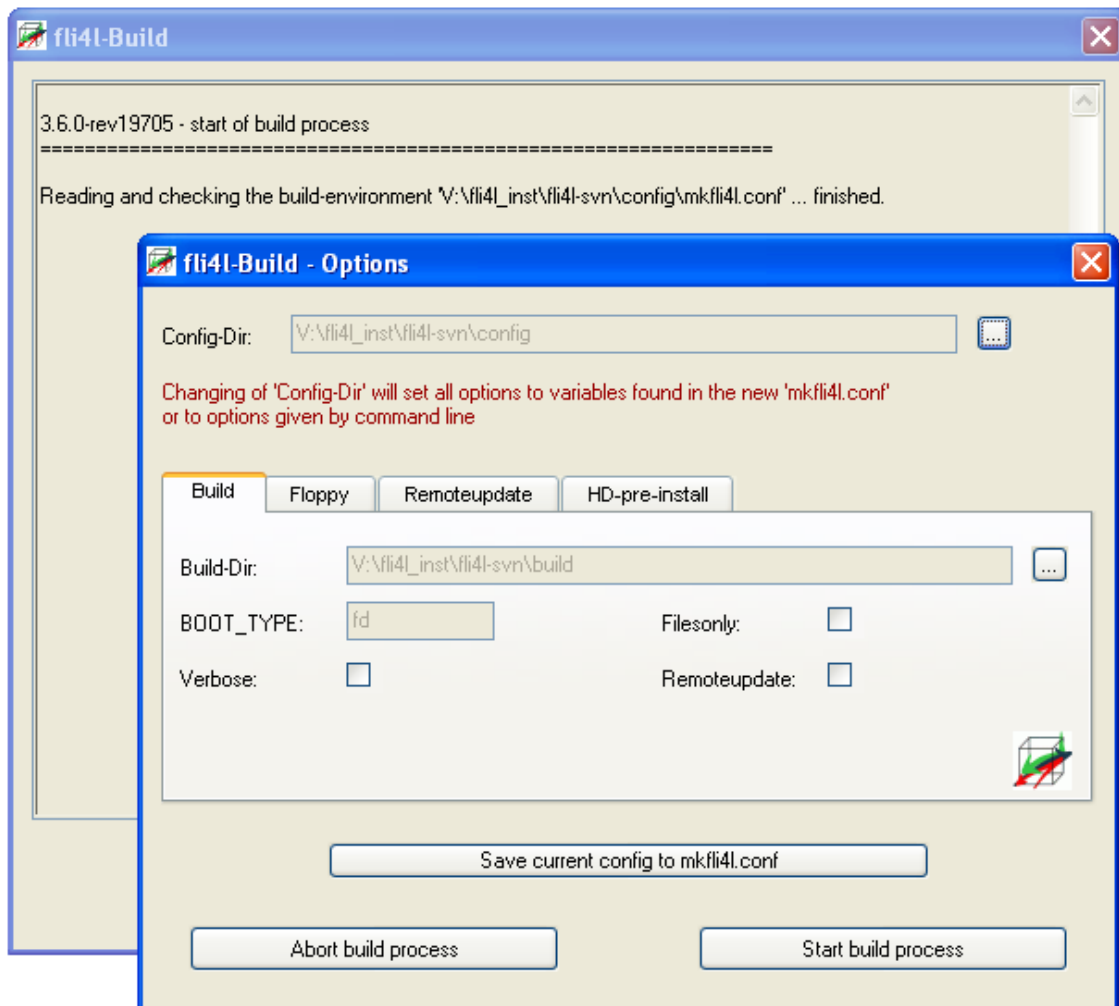 fli4l-Build
3.6.0-rev19705 - start of build process
==================================================================
Reading and checking the build-environment 'V:\fli4l_inst\fli4l-svn\config\mkfli4l.conf' ... finished.
fli4l-Build - Options
Config-Dir: V:\fli4l_inst\fli4l-svn\config ...
Changing of 'Config-Dir' will set all options to variables found in the new 'mkfli4l.conf'
or to options given by command line
Build Floppy Remoteupdate HD-pre-install
Build-Dir: V:\fli4l_inst\fli4l-svn\build ...
BOOT_TYPE: fd Filesonly:
Verbose: Remoteupdate:
Save current config to mkfli4l.conf
Abort build process Start build process